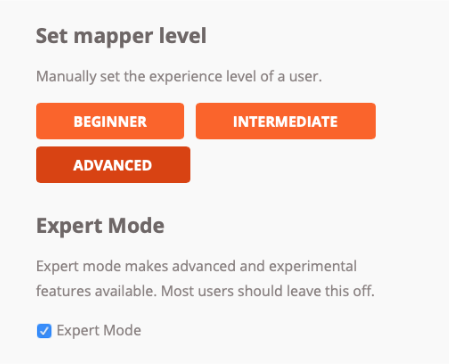 Set mapper level
Manually set the experience level of a user.
BEGINNER INTERMEDIATE
ADVANCED
Expert Mode
Expert mode makes advanced and experimental
features available. Most users should leave this off.
Expert Mode